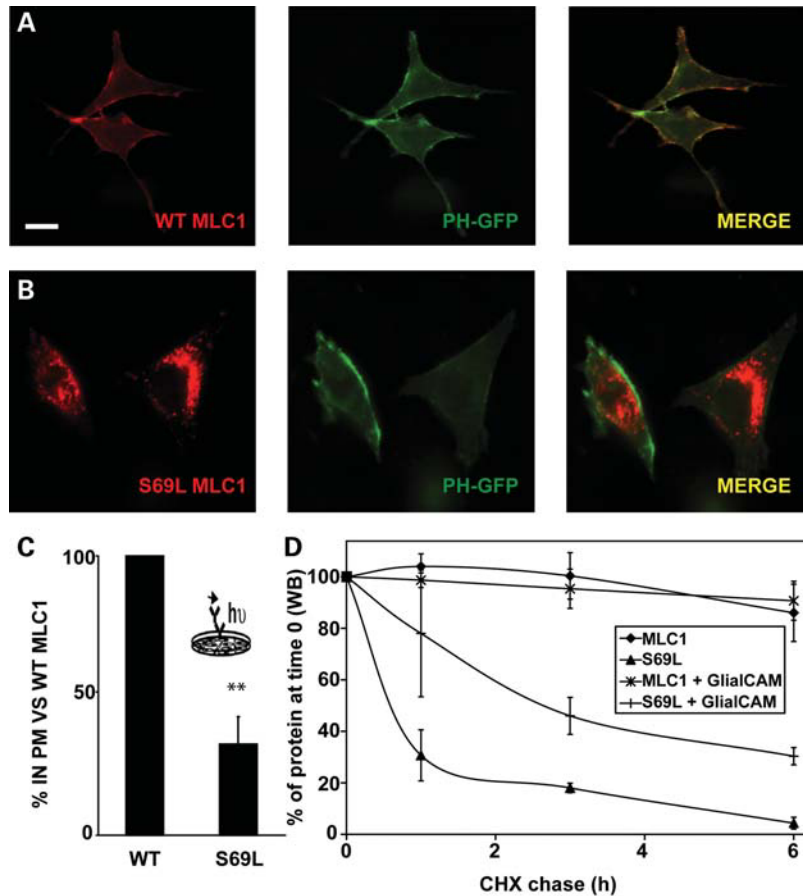 A
WT MLC1
PH-GFP
MERGE
B
S69L MLC1
PH-GFP
MERGE
C
% IN PM VS WT MLC1
100
50
0
hυ
**
WT
S69L
D
% of protein at time 0 (WB)
100
80
60
40
20
0
MLC1
S69L
MLC1 + GlialCAM
S69L + GlialCAM
0
2
4
6
CHX chase (h)